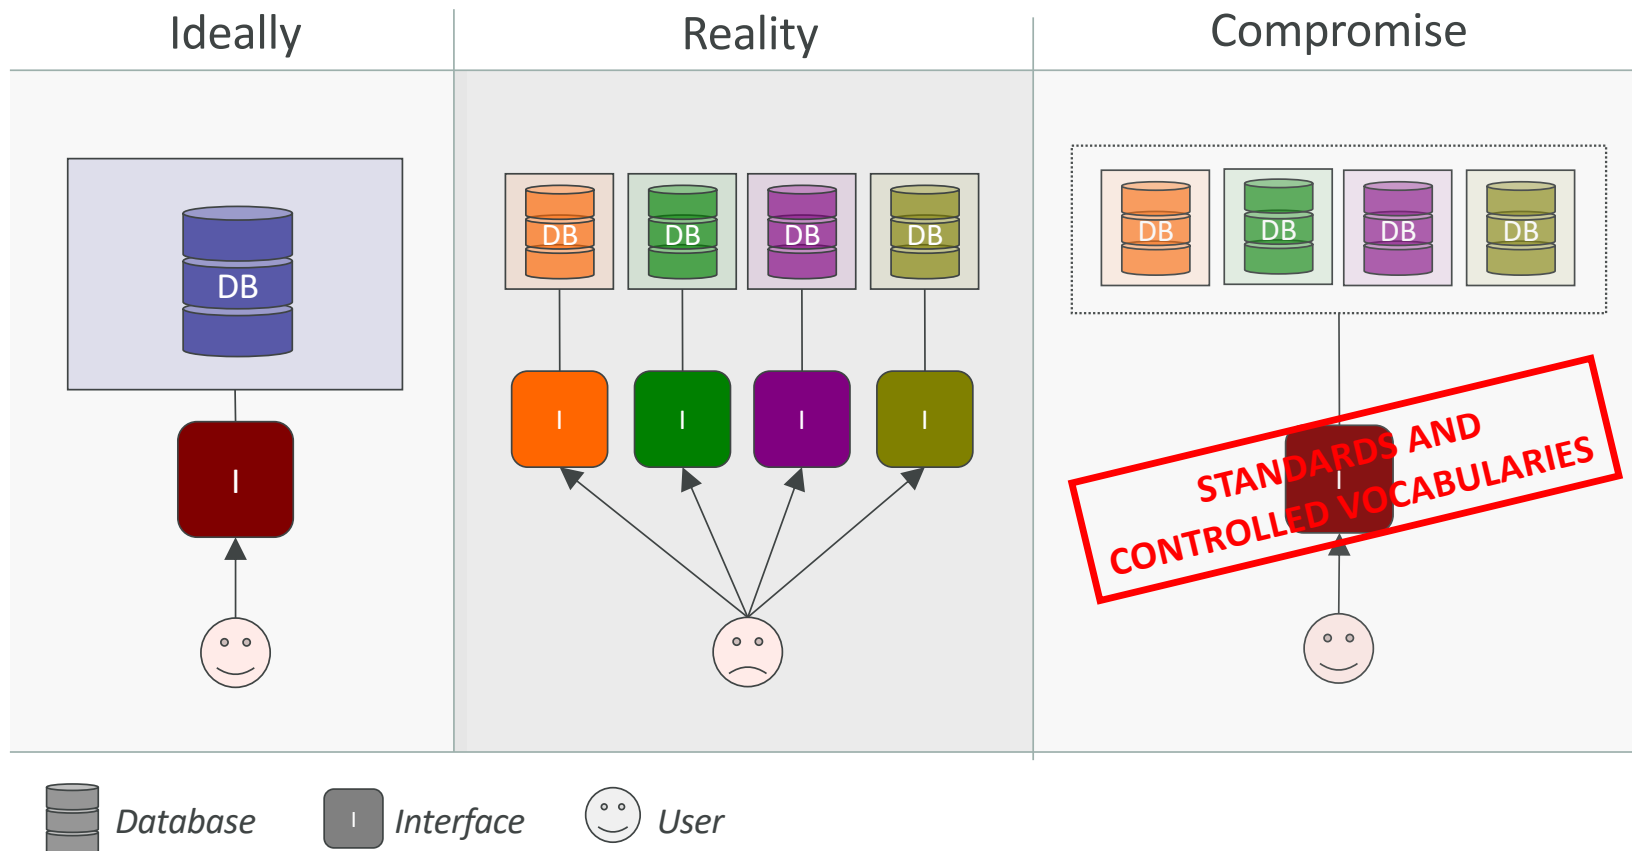 Ideally
Reality
Compromise
DB
DB
DB
DB
DB
DB
DB
DB
DB
I
I
I
I
I
I
STANDARDS AND
CONTROLLED VOCABULARIES
Database
I
Interface
User